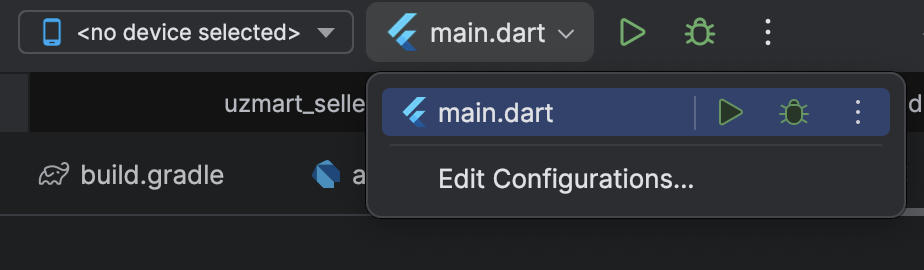 <no device selected>
main.dart
uzmart_selle
main.dart
build.gradle
a
Edit Configurations...